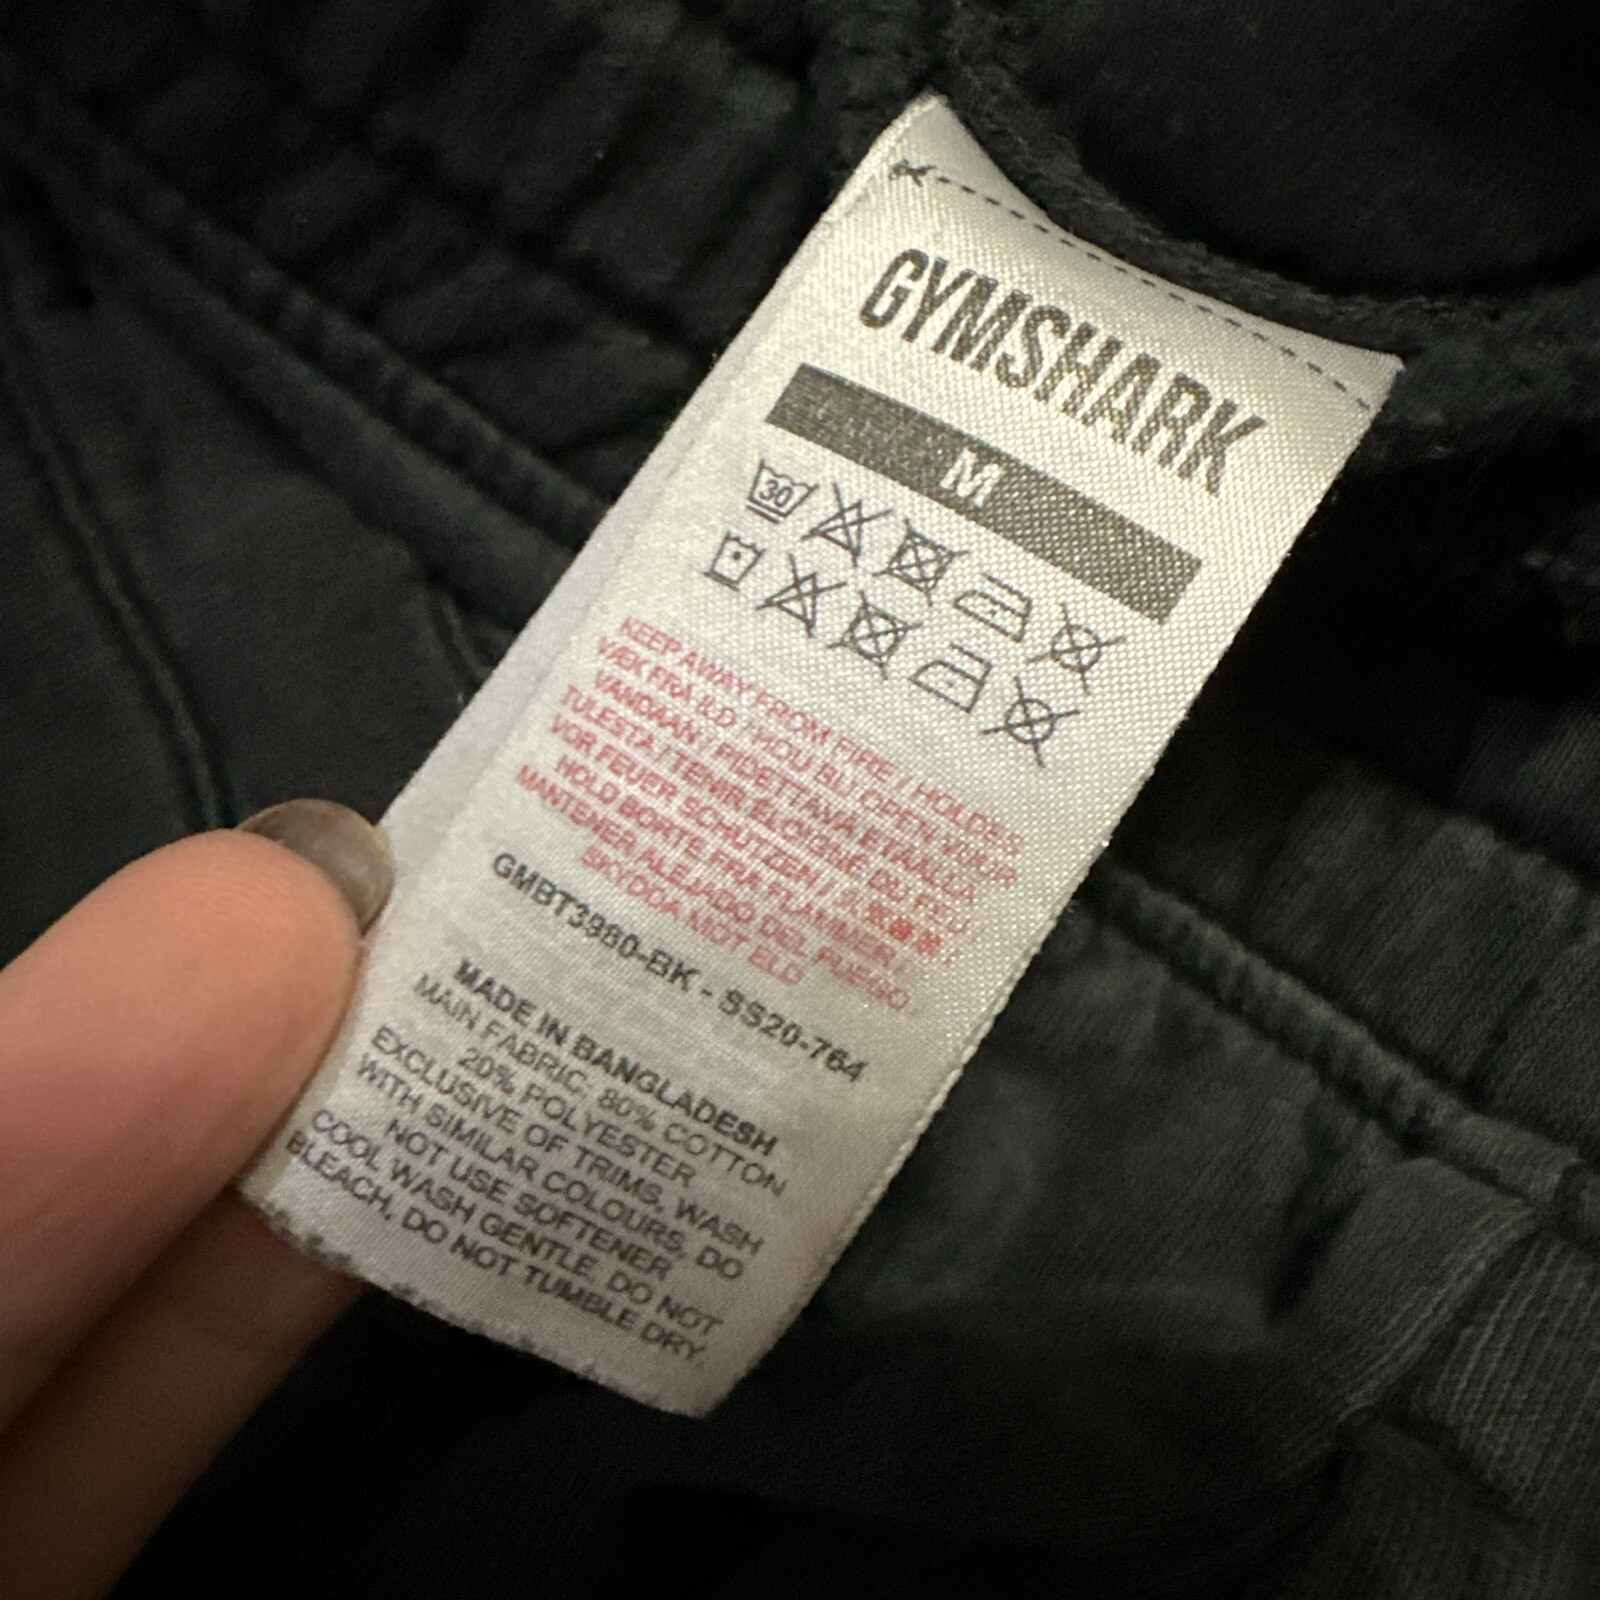 GYMSHARK
M
30
KEEP AWAY FROM FIRE / HOLDES
VÆK FRA ILD / HOU BIJ OPEN VUUR
VANDAAN / PIDETTÄVÄ ETÄÄLLÄ
TULESTA / TENIR ÉLOIGNÉ DU FEU /
VOR FEUER SCHÜTZEN /
HOLD BORTE FRA FLAMMER /
MANTENER ALEJADO DEL FUEGO /
SKYDDA MOT ELD
GMBT3980-BK - SS20-764
MADE IN BANGLADESH
MAIN FABRIC: 80% COTTON,
20% POLYESTER
EXCLUSIVE OF TRIMS, WASH
WITH SIMILAR COLOURS, DO
NOT USE SOFTENER
COOL WASH GENTLE, DO NOT
BLEACH, DO NOT TUMBLE DRY.